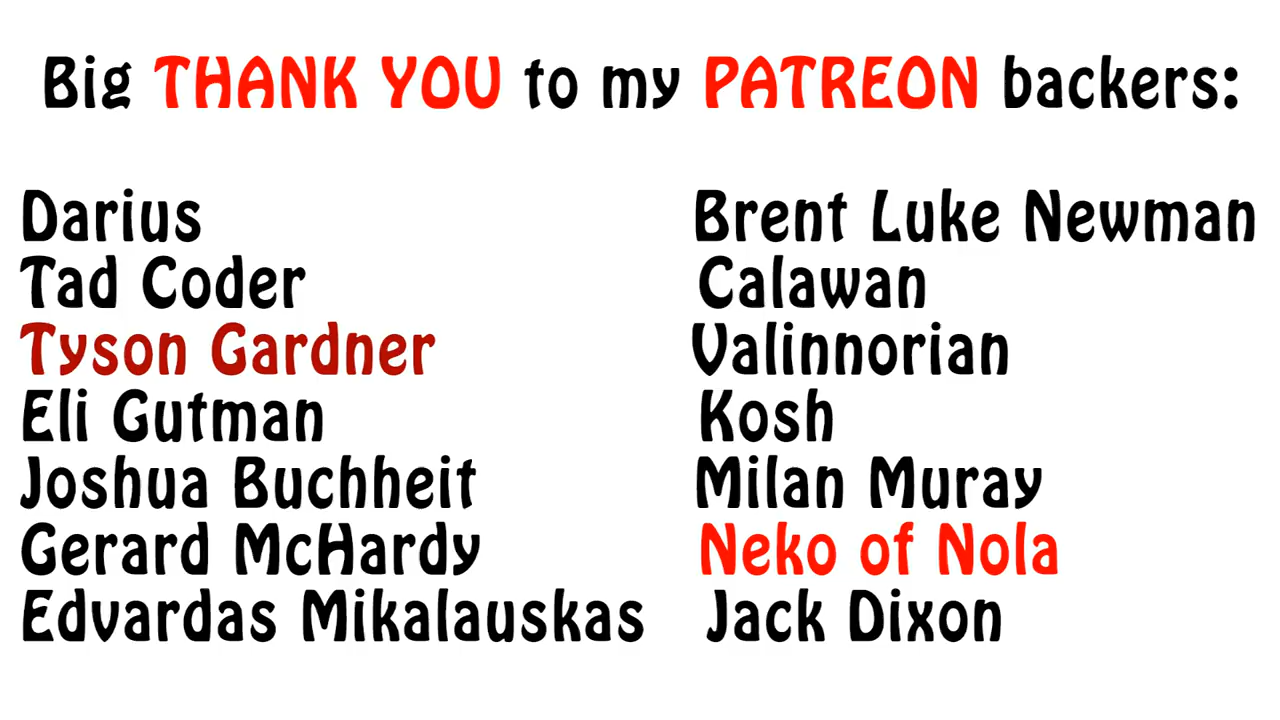 Big THANK YOU to my PATREON backers:
Darius
Tad Coder
Tyson Gardner
Eli Gutman
Joshua Buchheit
Gerard McHardy
Edvardas Mikalauskas
Brent Luke Newman
Calawan
Valinnorian
Kosh
Milan Muray
Neko of Nola
Jack Dixon